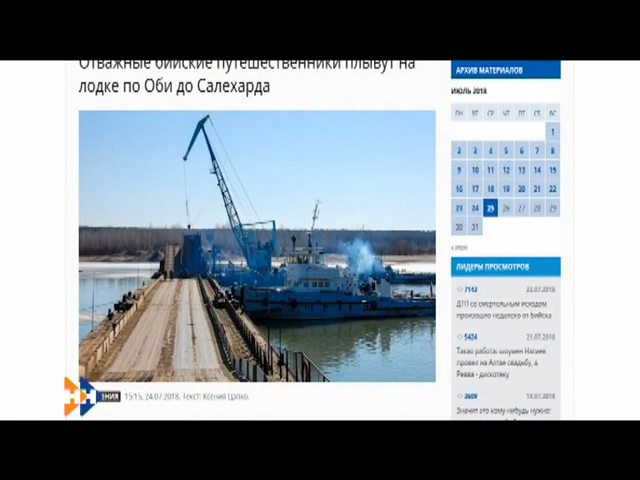 Отважные бийские путешественники плывут на
лодке по Оби до Салехарда
ЕНИЯ 15:15, 24.07.2018. Текст: Ксения Цапко.
АРХИВ МАТЕРИАЛОВ
ИЮЛЬ 2018
ПН ВТ СР ЧТ ПТ СБ ВС
1
2 3 4 5 6 7 8
9 10 11 12 13 14 15
16 17 18 19 20 21 22
23 24 25 26 27 28 29
30 31
« ИЮН
ЛИДЕРЫ ПРОСМОТРОВ
7143 22.07.2018
ДТП со смертельным исходом
произошло недалеко от Бийска
5424 21.07.2018
Такая работа: шоумен Нагиев
провел на Алтае свадьбу, а
Ревва - дискотеку
3609 18.07.2018
Значит это кому-нибудь нужно: